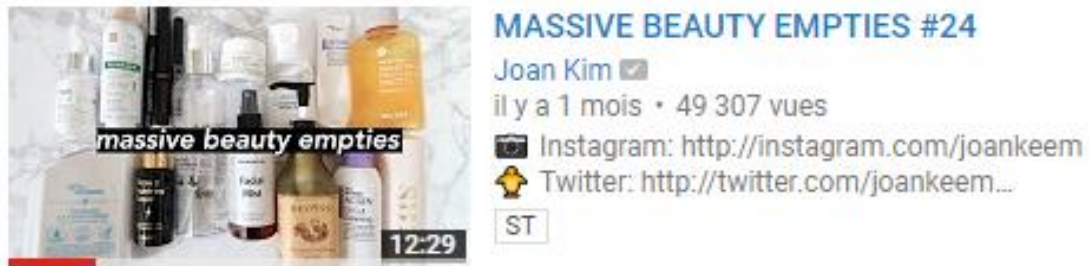 MASSIVE BEAUTY EMPTIES #24
Joan Kim
il y a 1 mois • 49 307 vues
Instagram: http://instagram.com/joankeem
Twitter: http://twitter.com/joankeem...
ST
massive beauty empties
Facial
12:29